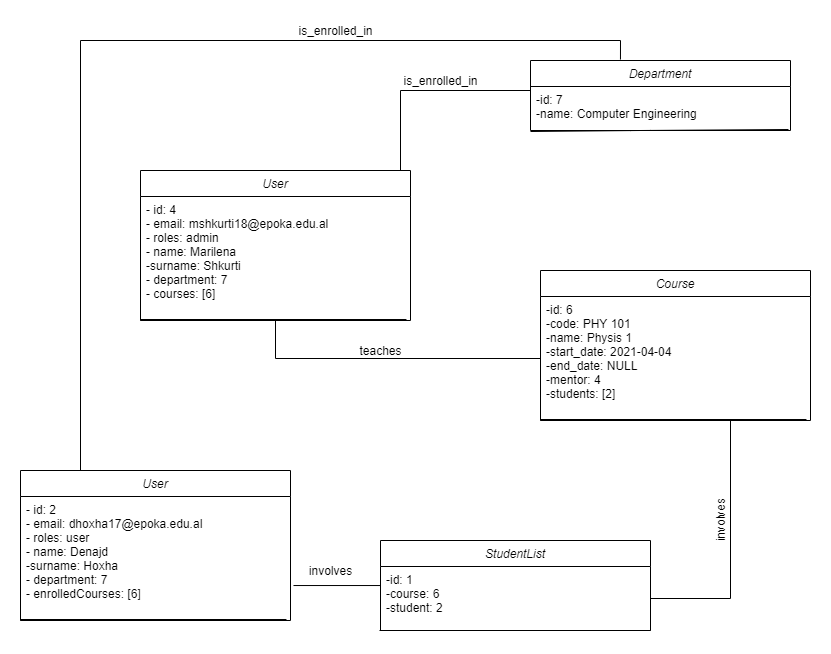 is_enrolled_in
Department
-id: 7
-name: Computer Engineering
is_enrolled_in
User
- id: 4
- email: mshkurti18@epoka.edu.al
- roles: admin
- name: Marilena
-surname: Shkurti
- department: 7
- courses: [6]
Course
-id: 6
-code: PHY 101
-name: Physis 1
-start_date: 2021-04-04
-end_date: NULL
-mentor: 4
-students: [2]
teaches
User
- id: 2
- email: dhoxha17@epoka.edu.al
- roles: user
- name: Denajd
-surname: Hoxha
- department: 7
- enrolledCourses: [6]
involves
StudentList
-id: 1
-course: 6
-student: 2
involves